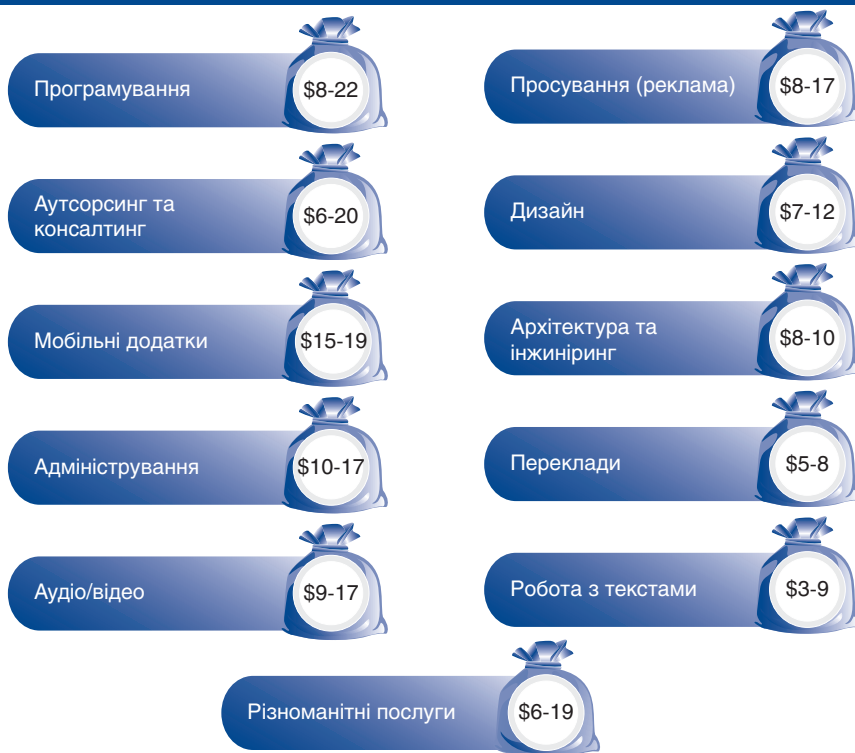 Програмування
$8-22
Просування (реклама)
$8-17
Аутсорсинг та
консалтинг
$6-20
Дизайн
$7-12
Мобільні додатки
$15-19
Архітектура та
інжиніринг
$8-10
Адміністрування
$10-17
Переклади
$5-8
Аудіо/відео
$9-17
Робота з текстами
$3-9
Різноманітні послуги
$6-19